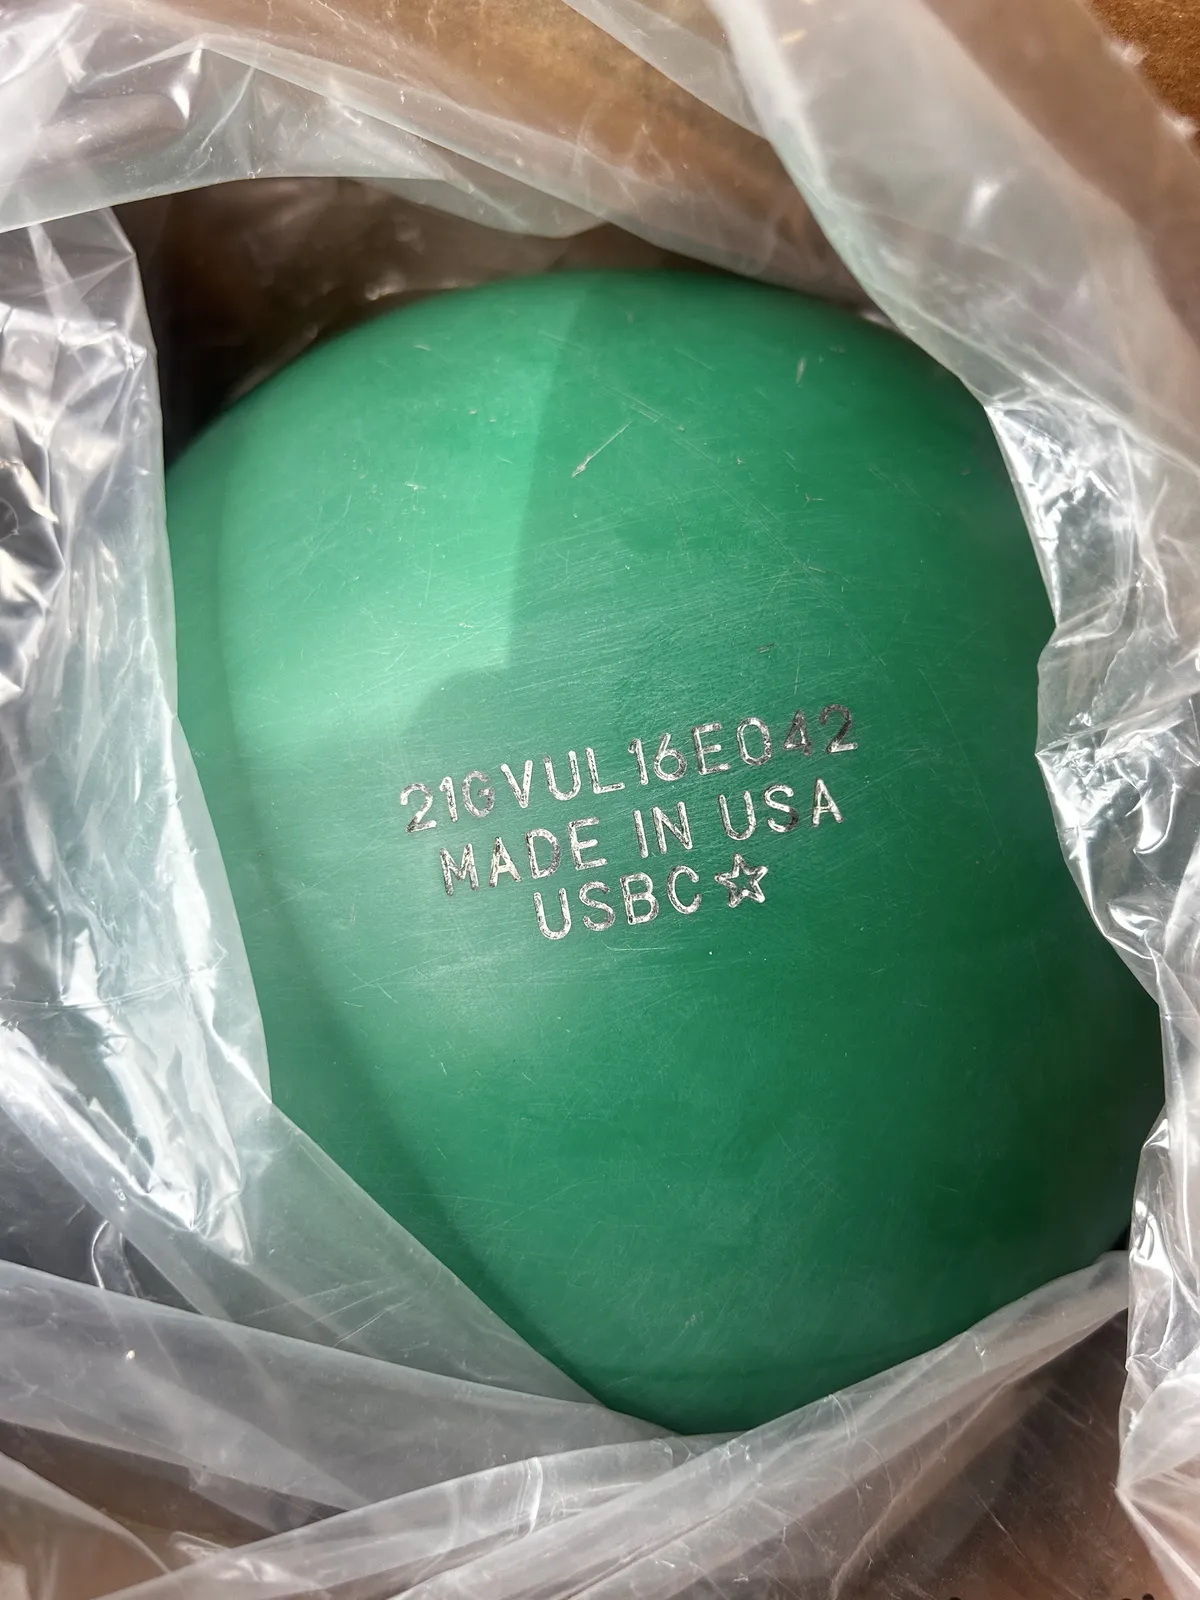 21GVUL16E042
MADE IN USA
USBC☆